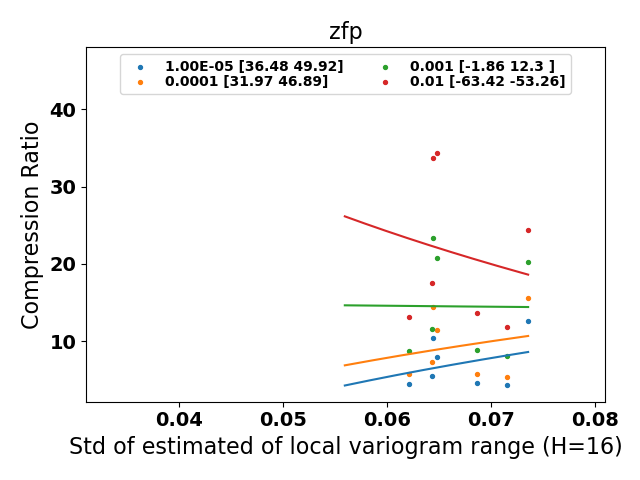 zfp
1.00E-05 [36.48 49.92]
0.0001 [31.97 46.89]
0.001 [-1.86 12.3 ]
0.01 [-63.42 -53.26]
Compression Ratio
40
30
20
10
0.04 0.05 0.06 0.07 0.08
Std of estimated of local variogram range (H=16)